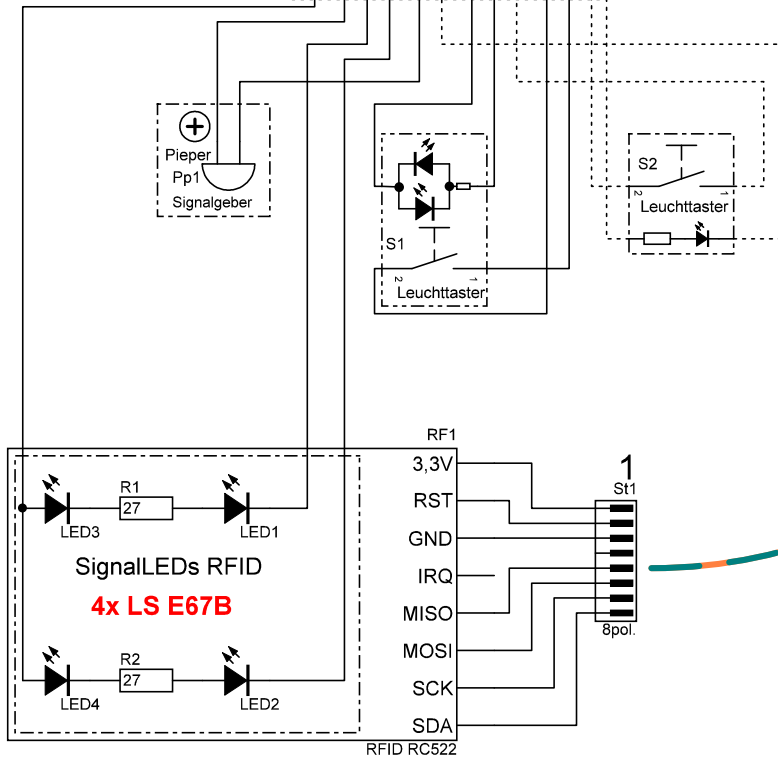 Pieper
Pp1
Signalgeber
S1
2
1
Leuchttaster
S2
2
1
Leuchttaster
RF1
3,3V
RST
GND
IRQ
MISO
MOSI
SCK
SDA
RFID RC522
1
St1
8pol.
R1
27
LED3
LED1
SignalLEDs RFID
4x LS E67B
R2
27
LED4
LED2